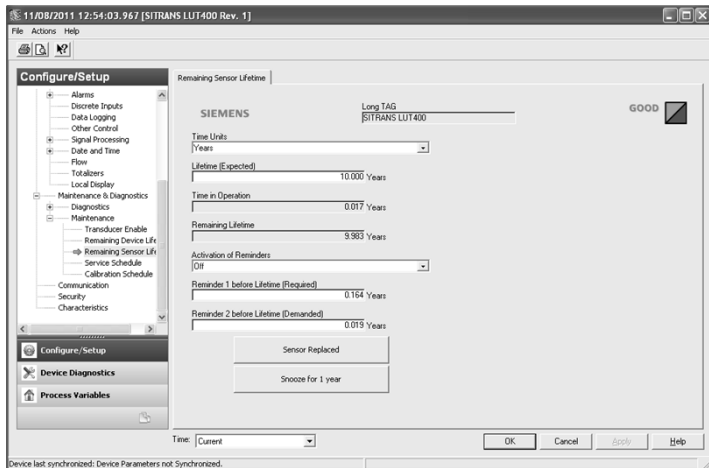 11/08/2011 12:54:03.967 [SITRANS LUT400 Rev. 1]
File Actions Help
Configure/Setup
Alarms
Discrete Inputs
Data Logging
Other Control
Signal Processing
Date and Time
Flow
Totalizers
Local Display
Maintenance & Diagnostics
Diagnostics
Maintenance
Transducer Enable
Remaining Device Life
Remaining Sensor Life
Service Schedule
Calibration Schedule
Communication
Security
Characteristics
Configure/Setup
Device Diagnostics
Process Variables
Remaining Sensor Lifetime
SIEMENS
Long TAG
SITRANS LUT400
GOOD
Time Units
Years
Lifetime (Expected)
10.000 Years
Time in Operation
0.017 Years
Remaining Lifetime
9.983 Years
Activation of Reminders
Off
Reminder 1 before Lifetime (Required)
0.164 Years
Reminder 2 before Lifetime (Demanded)
0.019 Years
Sensor Replaced
Snooze for 1 year
Time: Current
OK Cancel Apply Help
Device last synchronized: Device Parameters not Synchronized.